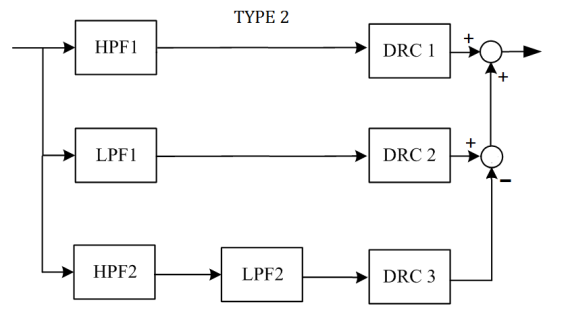 TYPE 2
HPF1
DRC 1
+
+
LPF1
DRC 2
+
−
HPF2
LPF2
DRC 3